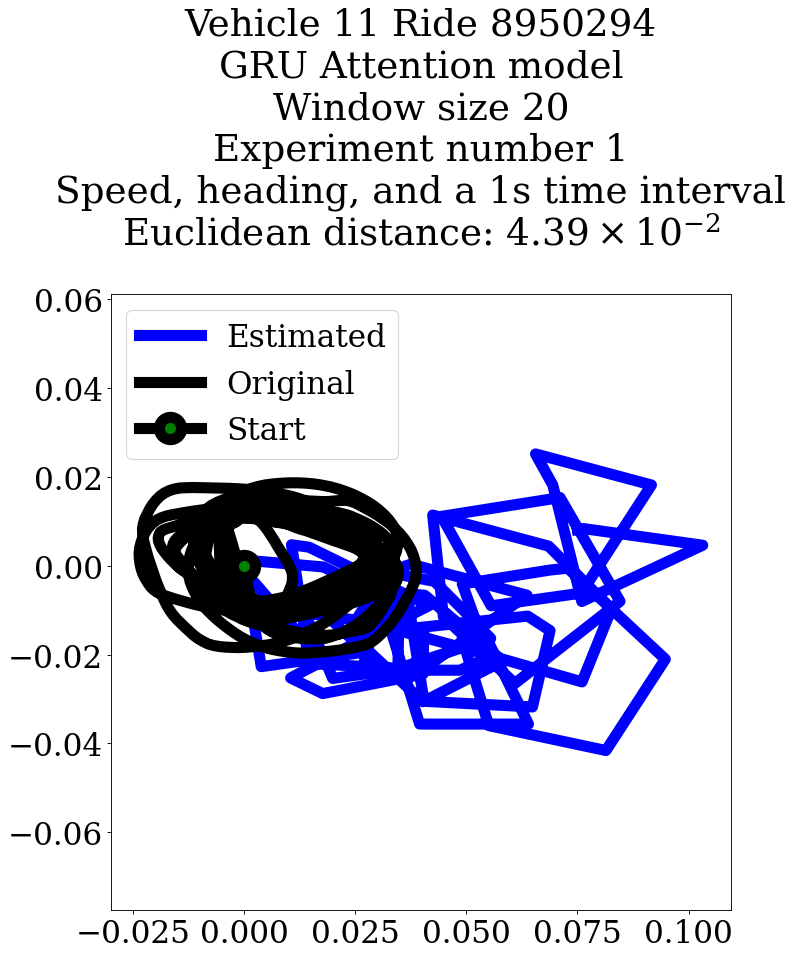 Vehicle 11 Ride 8950294
GRU Attention model
Window size 20
Experiment number 1
Speed, heading, and a 1s time interval
Euclidean distance: 4.39 × 10⁻²
Estimated
Original
Start
0.06
0.04
0.02
0.00
−0.02
−0.04
−0.06
−0.025 0.000 0.025 0.050 0.075 0.100